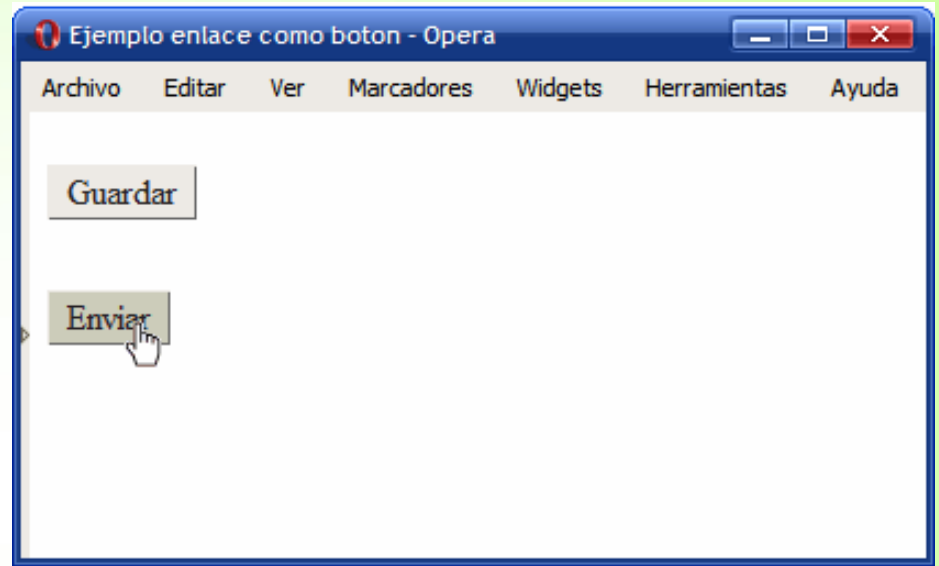 Ejemplo enlace como boton - Opera
Archivo Editar Ver Marcadores Widgets Herramientas Ayuda
Guardar
Enviar